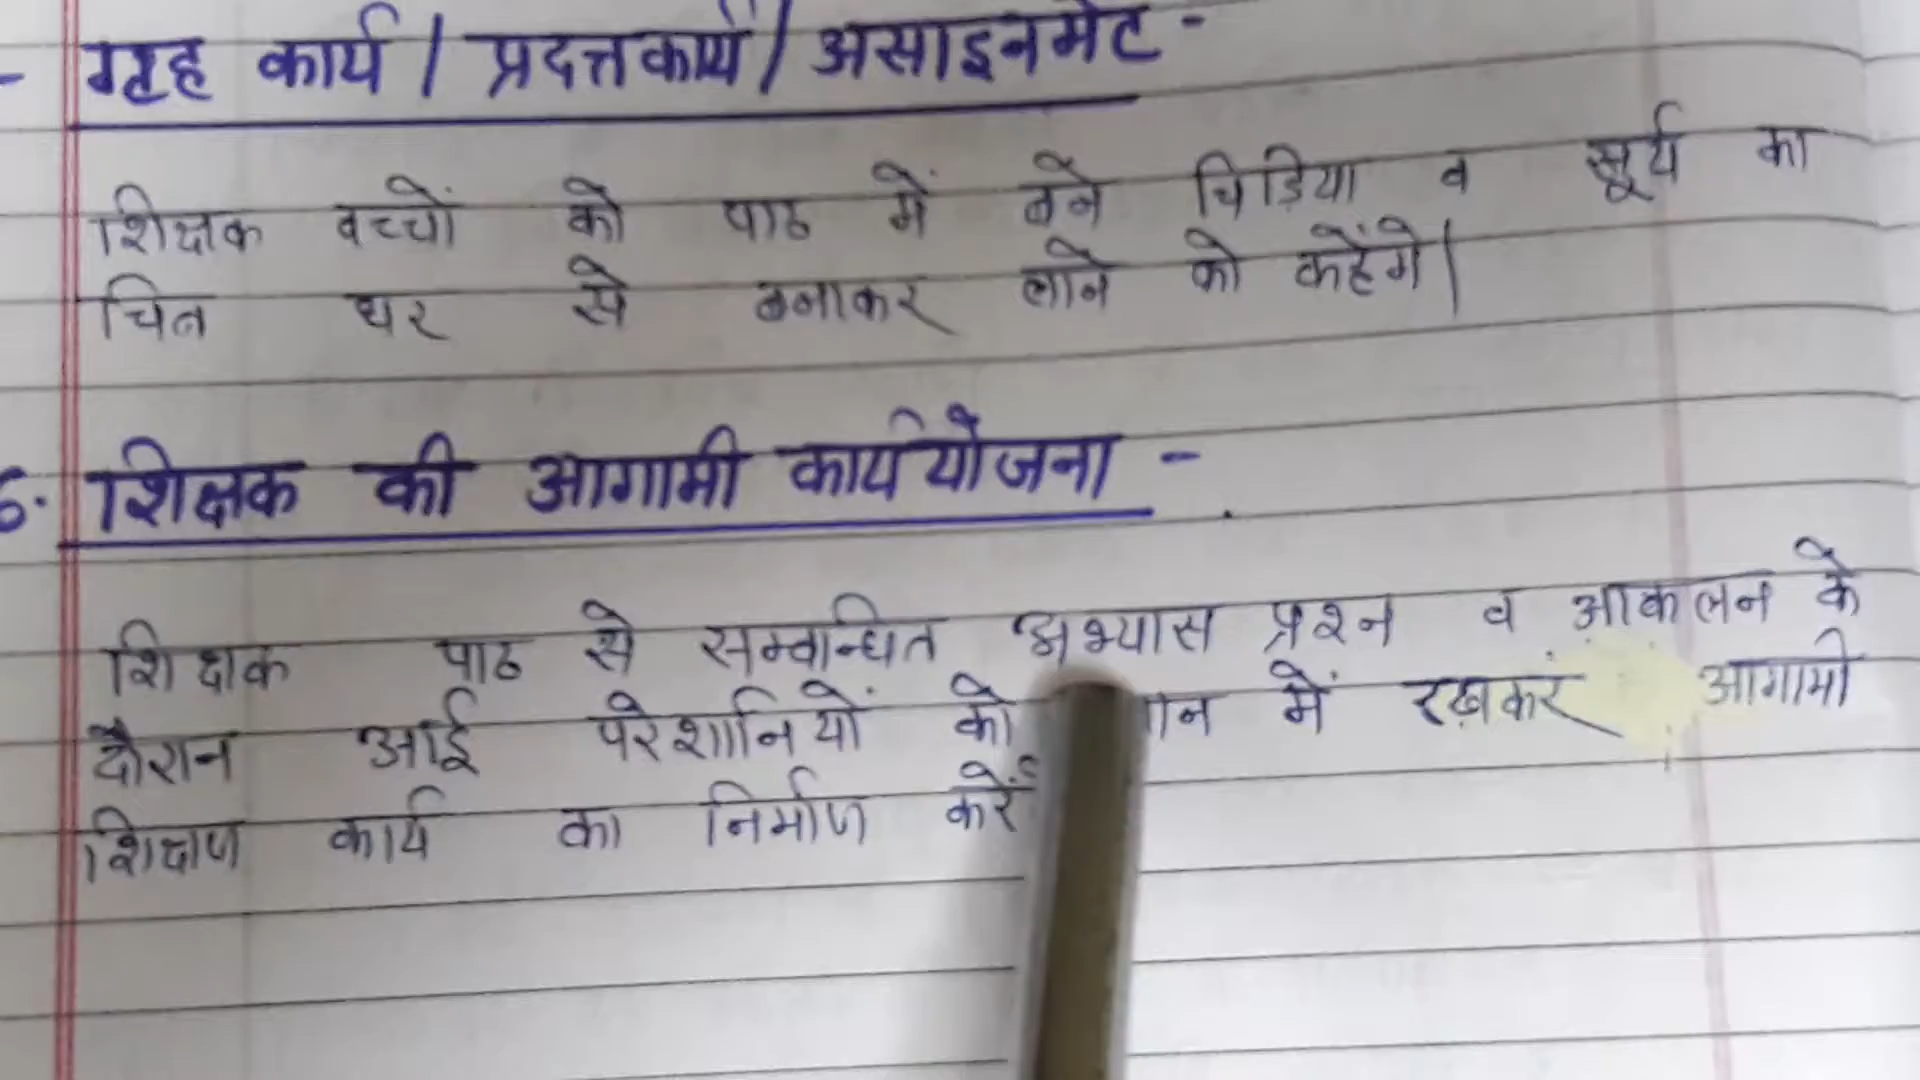 - गृह कार्य / प्रदत्तकार्य / असाइनमेंट -
शिक्षक बच्चों को पाठ में बने चिड़िया व सूर्य का
चित्र घर से बनाकर लाने को कहेंगे।
6. शिक्षक की आगामी कार्ययोजना -
शिक्षक पाठ से सम्बन्धित अभ्यास प्रश्न व आंकलन के
दौरान आई परेशानियों को में रखकर आगामी
शिक्षण कार्य का निर्माण करें